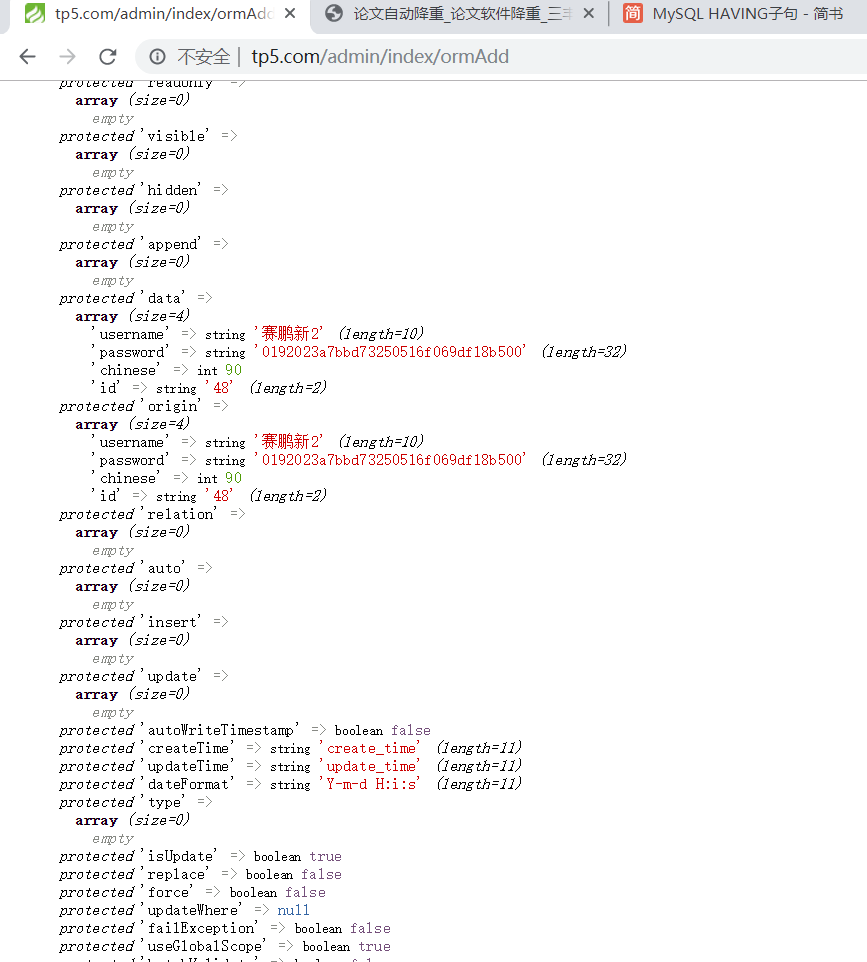 tp5.com/admin/index/ormAdd
论文自动降重_论文软件降重_三丰
简 MySQL HAVING子句 - 简书
不安全 | tp5.com/admin/index/ormAdd
protected 'readonly' =>
array (size=0)
empty
protected 'visible' =>
array (size=0)
empty
protected 'hidden' =>
array (size=0)
empty
protected 'append' =>
array (size=0)
empty
protected 'data' =>
array (size=4)
'username' => string '赛鹏新2' (length=10)
'password' => string '0192023a7bbd73250516f069df18b500' (length=32)
'chinese' => int 90
'id' => string '48' (length=2)
protected 'origin' =>
array (size=4)
'username' => string '赛鹏新2' (length=10)
'password' => string '0192023a7bbd73250516f069df18b500' (length=32)
'chinese' => int 90
'id' => string '48' (length=2)
protected 'relation' =>
array (size=0)
empty
protected 'auto' =>
array (size=0)
empty
protected 'insert' =>
array (size=0)
empty
protected 'update' =>
array (size=0)
empty
protected 'autoWriteTimestamp' => boolean false
protected 'createTime' => string 'create_time' (length=11)
protected 'updateTime' => string 'update_time' (length=11)
protected 'dateFormat' => string 'Y-m-d H:i:s' (length=11)
protected 'type' =>
array (size=0)
empty
protected 'isUpdate' => boolean true
protected 'replace' => boolean false
protected 'force' => boolean false
protected 'updateWhere' => null
protected 'failException' => boolean false
protected 'useGlobalScope' => boolean true